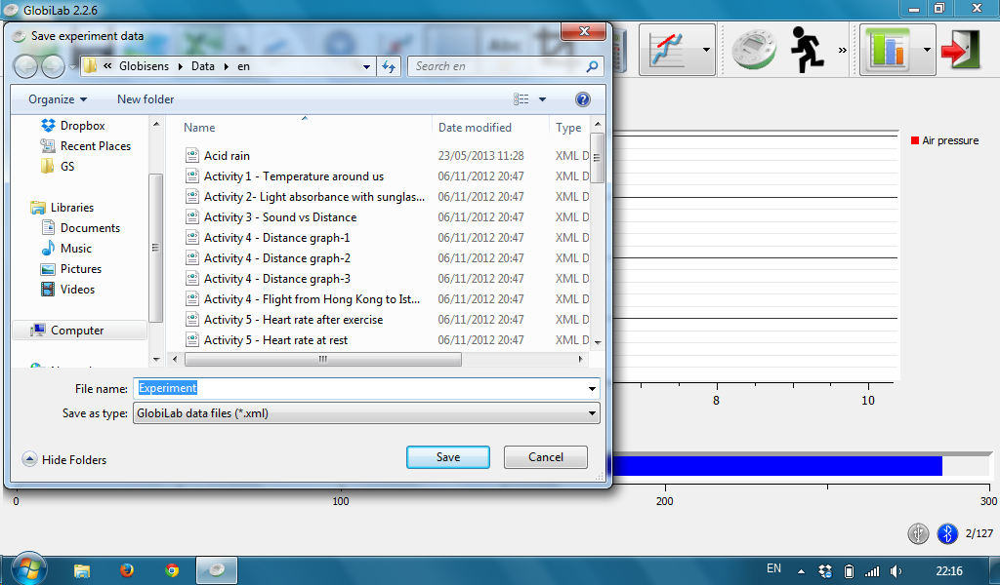 GlobiLab 2.2.6
Save experiment data
« Globisens ▸ Data ▸ en
Search en
Organize
New folder
Name
Date modified
Type
Dropbox
Recent Places
GS
Libraries
Documents
Music
Pictures
Videos
Computer
Acid rain 23/05/2013 11:28 XML D
Activity 1 - Temperature around us 06/11/2012 20:47 XML D
Activity 2- Light absorbance with sunglas... 06/11/2012 20:47 XML D
Activity 3 - Sound vs Distance 06/11/2012 20:47 XML D
Activity 4 - Distance graph-1 06/11/2012 20:47 XML D
Activity 4 - Distance graph-2 06/11/2012 20:47 XML D
Activity 4 - Distance graph-3 06/11/2012 20:47 XML D
Activity 4 - Flight from Hong Kong to Ist... 06/11/2012 20:47 XML D
Activity 5 - Heart rate after exercise 06/11/2012 20:47 XML D
Activity 5 - Heart rate at rest 06/11/2012 20:47 XML D
File name: Experiment
Save as type: GlobiLab data files (*.xml)
Hide Folders
Save
Cancel
»
Air pressure
8 10
0 100 200 300
2/127
EN
22:16